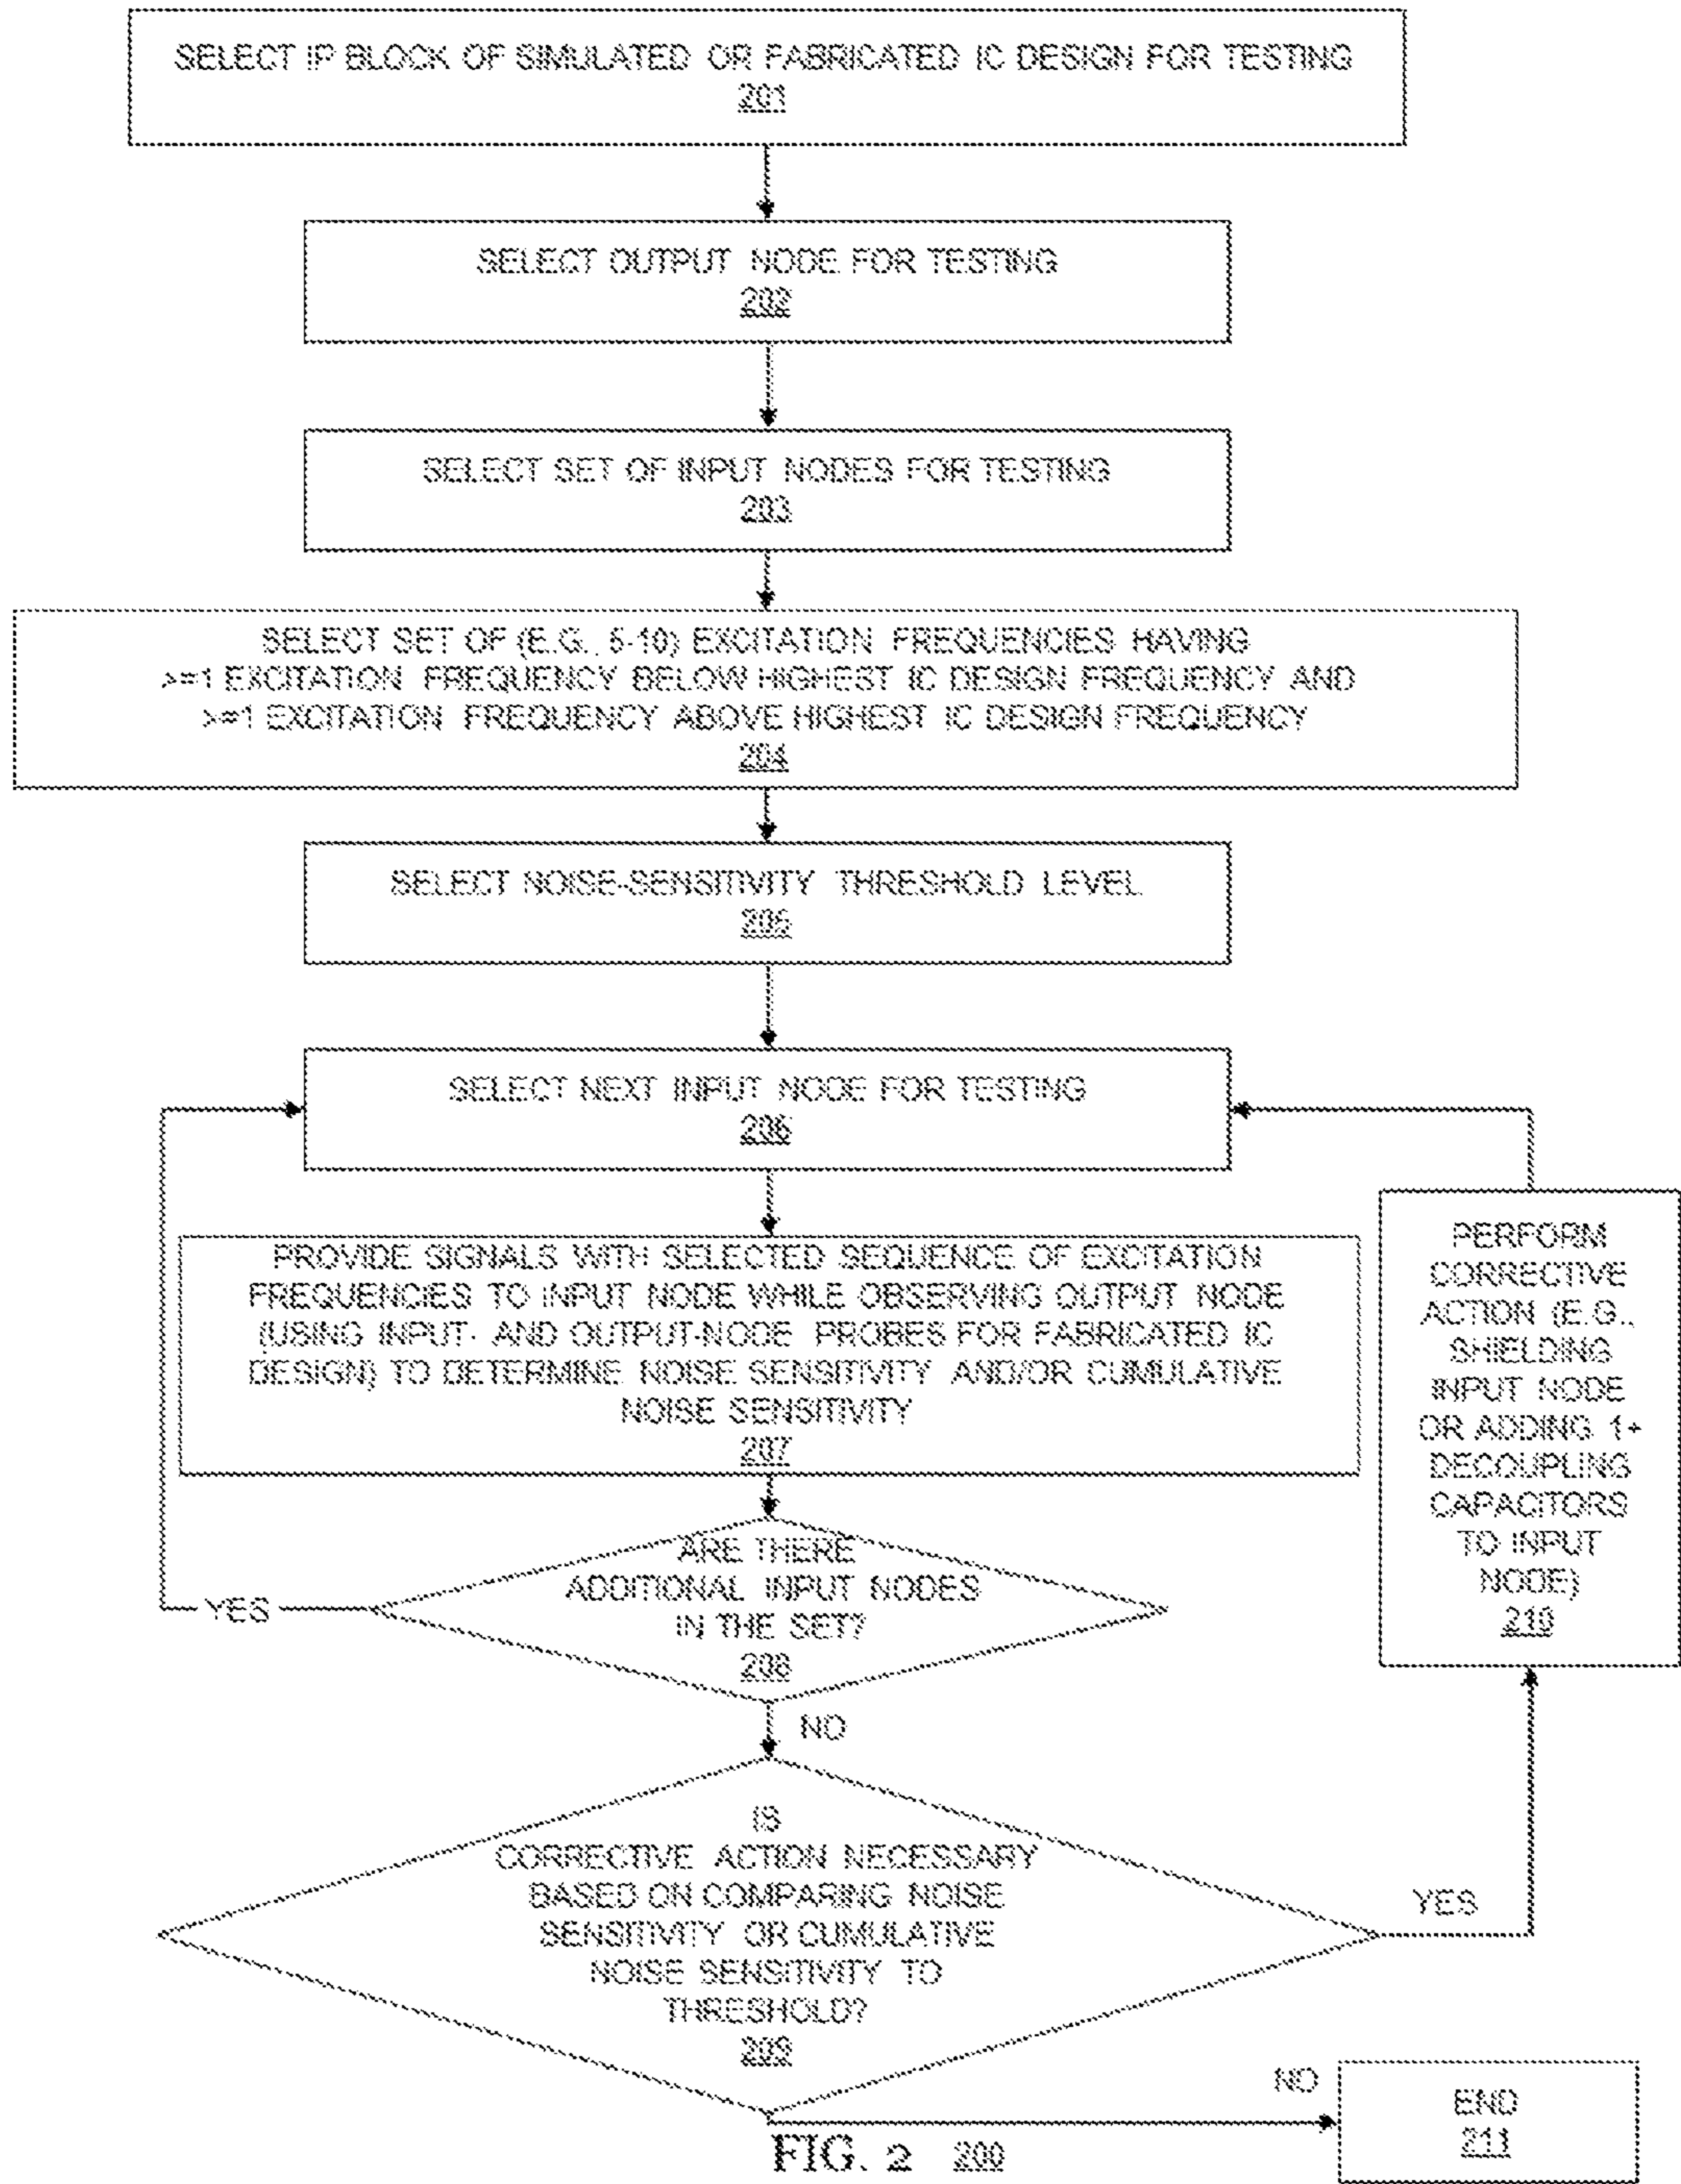 SELECT IP BLOCK OF SIMULATED OR FABRICATED IC DESIGN FOR TESTING
201
SELECT OUTPUT NODE FOR TESTING
202
SELECT SET OF INPUT NODES FOR TESTING
203
SELECT SET OF (E.G., 5-10) EXCITATION FREQUENCIES HAVING
>=1 EXCITATION FREQUENCY BELOW HIGHEST IC DESIGN FREQUENCY AND
>=1 EXCITATION FREQUENCY ABOVE HIGHEST IC DESIGN FREQUENCY
204
SELECT NOISE-SENSITIVITY THRESHOLD LEVEL
205
SELECT NEXT INPUT NODE FOR TESTING
206
PROVIDE SIGNALS WITH SELECTED SEQUENCE OF EXCITATION
FREQUENCIES TO INPUT NODE WHILE OBSERVING OUTPUT NODE
(USING INPUT- AND OUTPUT-NODE PROBES FOR FABRICATED IC
DESIGN) TO DETERMINE NOISE SENSITIVITY AND/OR CUMULATIVE
NOISE SENSITIVITY
207
ARE THERE
ADDITIONAL INPUT NODES
IN THE SET?
208
YES
NO
IS
CORRECTIVE ACTION NECESSARY
BASED ON COMPARING NOISE
SENSITIVITY OR CUMULATIVE
NOISE SENSITIVITY TO
THRESHOLD?
209
YES
PERFORM
CORRECTIVE
ACTION (E.G.,
SHIELDING
INPUT NODE
OR ADDING 1+
DECOUPLING
CAPACITORS
TO INPUT
NODE)
210
NO
END
211
FIG. 2 200